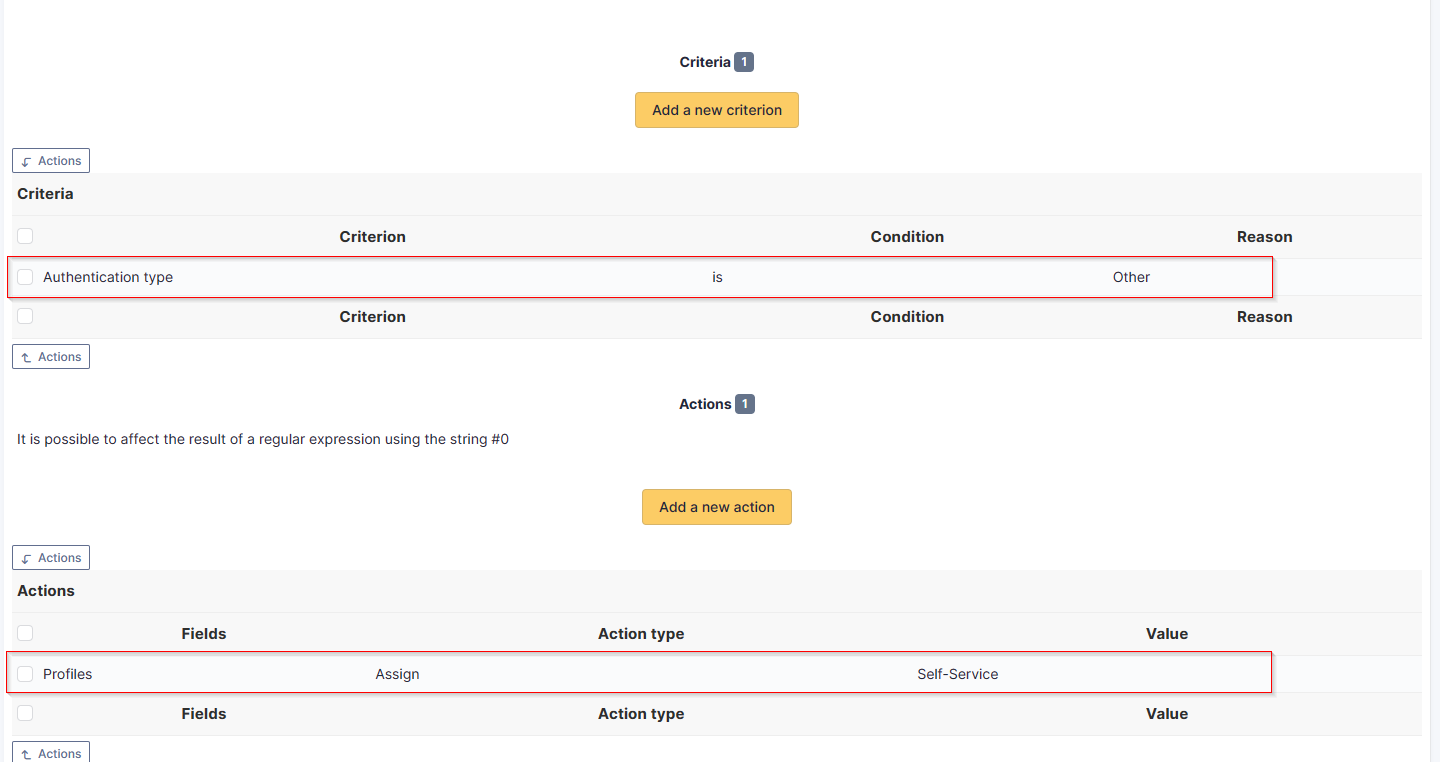 Criteria 1
Add a new criterion
Actions
Criteria
Criterion Condition Reason
Authentication type is Other
Criterion Condition Reason
Actions
Actions 1
It is possible to affect the result of a regular expression using the string #0
Add a new action
Actions
Actions
Fields Action type Value
Profiles Assign Self-Service
Fields Action type Value
Actions